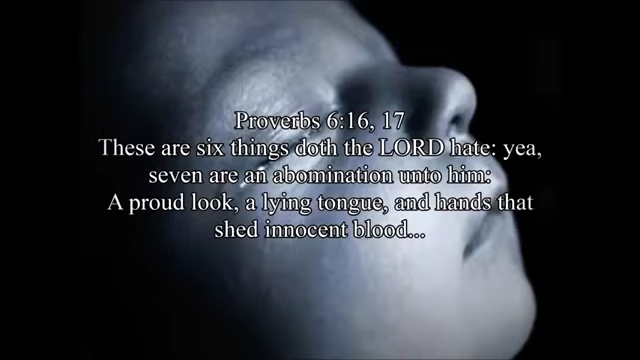 Proverbs 6:16, 17
These are six things doth the LORD hate: yea,
seven are an abomination unto him:
A proud look, a lying tongue, and hands that
shed innocent blood...